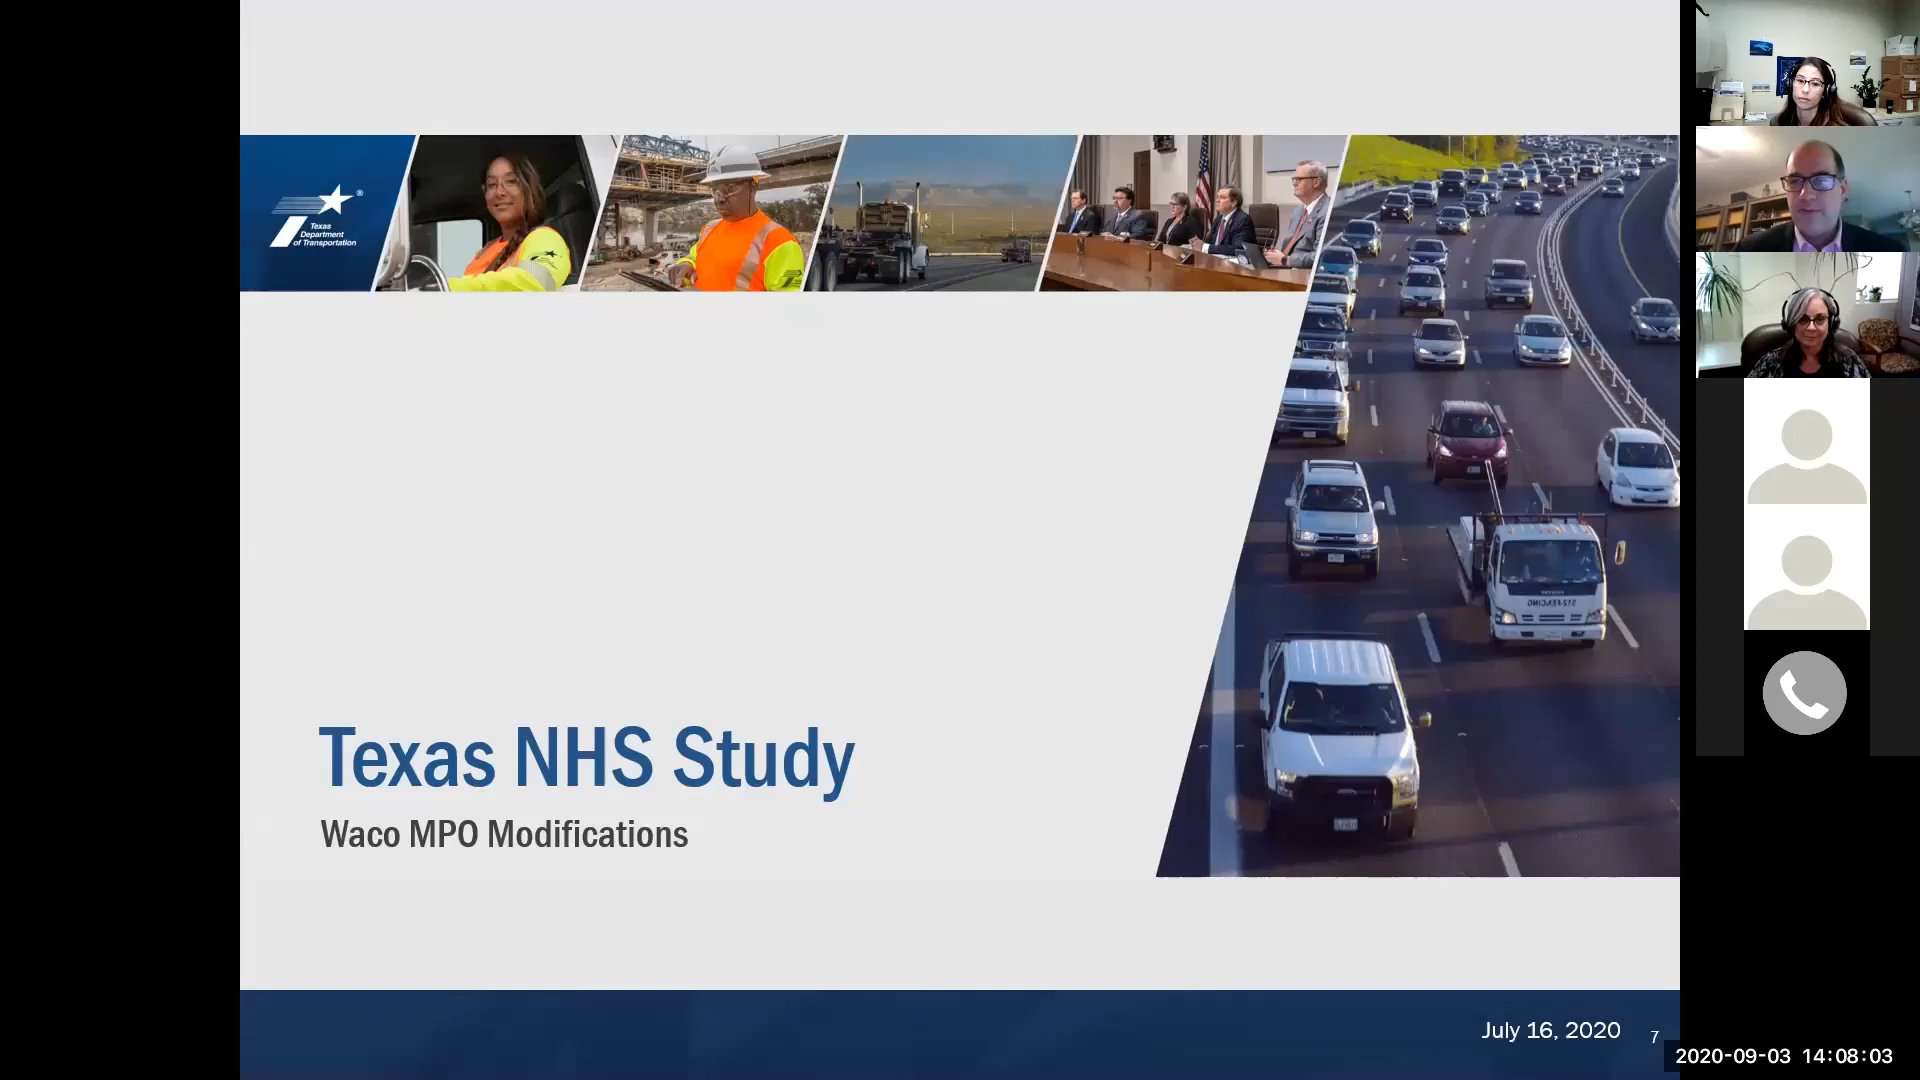 Texas
Department
of Transportation
®
Texas NHS Study
Waco MPO Modifications
July 16, 2020
7
2020-09-03 14:08:03